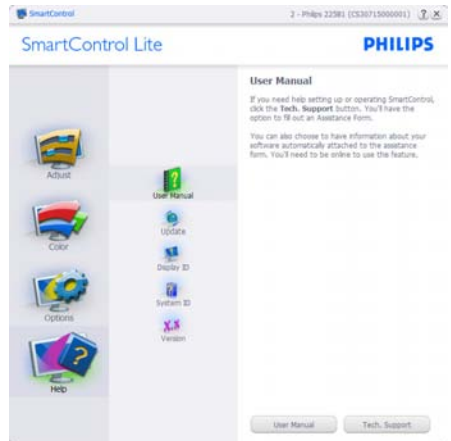 SmartControl
2 - Philips 225B1 (CS30715000001)
SmartControl Lite
PHILIPS
Adjust
Color
Options
Help
User Manual
Update
Display ID
System ID
X.X
Version
User Manual
If you need help setting up or operating SmartControl,
click the Tech. Support button. You'll have the
option to fill out an Assistance Form.
You can also choose to have information about your
software automatically attached to the assistance
form. You'll need to be online to use the feature.
User Manual
Tech. Support